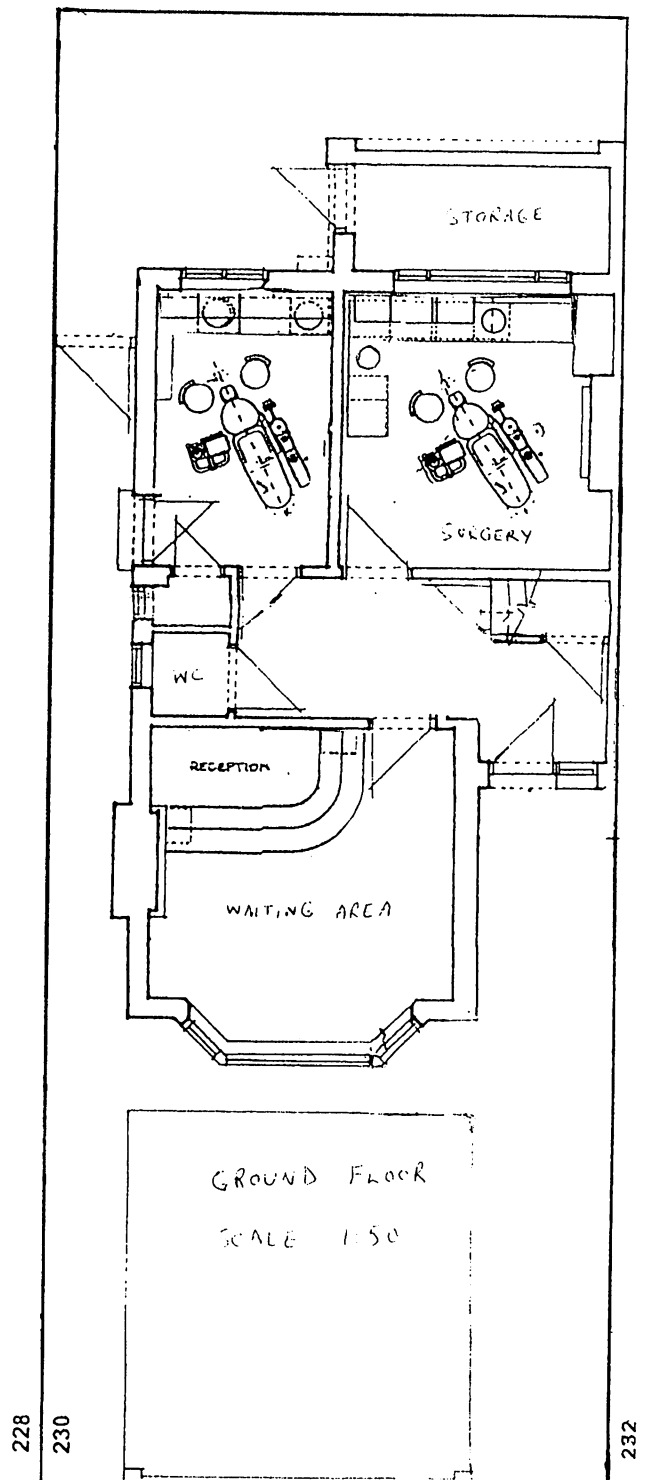 STORAGE
SURGERY
WC
RECEPTION
WAITING AREA
GROUND FLOOR
SCALE 1:50
228
230
232